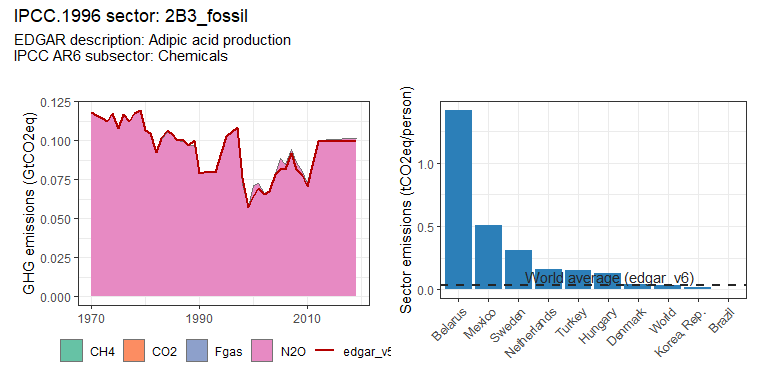 IPCC.1996 sector: 2B3_fossil
EDGAR description: Adipic acid production
IPCC AR6 subsector: Chemicals
GHG emissions (GtCO2eq)
0.125
0.100
0.075
0.050
0.025
0.000
1970
1990
2010
CH4
CO2
Fgas
N2O
edgar_v5
Sector emissions (tCO2eq/person)
1.0
0.5
0.0
World average (edgar_v6)
Belarus
Mexico
Sweden
Netherlands
Turkey
Hungary
Denmark
World
Korea, Rep.
Brazil